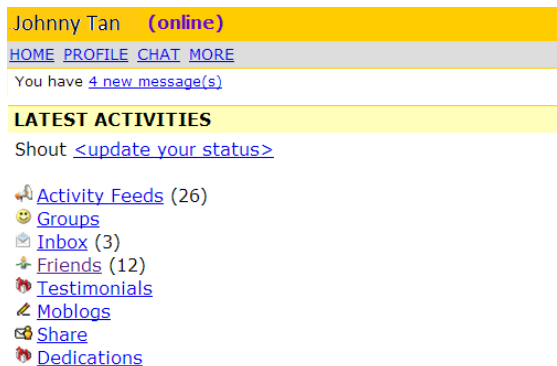 Johnny Tan (online)
HOME PROFILE CHAT MORE
You have 4 new message(s)
LATEST ACTIVITIES
Shout <update your status>
Activity Feeds (26)
Groups
Inbox (3)
Friends (12)
Testimonials
Moblogs
Share
Dedications